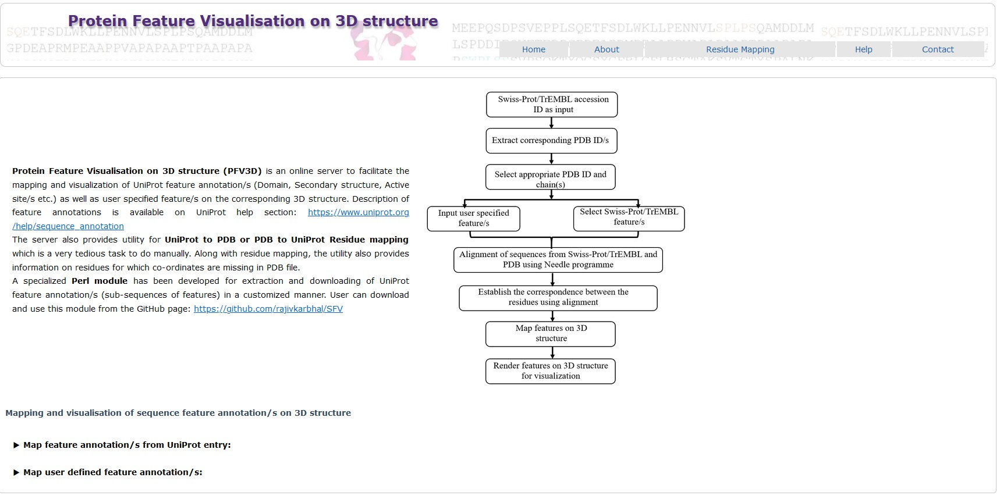 Protein Feature Visualisation on 3D structure
SQETFSDLWKLLPENNVLSPLPSQAMDDLM
GPDEAPRMPEAAPPVAPAPAAPTPAAPAPA
MEEPQSDPSVEPPLSQETFSDLWKLLPENNVLSPLPSQAMDDLM
SQETFSDLWKLLPENNVLSPL
Home
About
Residue Mapping
Help
Contact
Protein Feature Visualisation on 3D structure (PFV3D) is an online server to facilitate the
mapping and visualization of UniProt feature annotation/s (Domain, Secondary structure, Active
site/s etc.) as well as user specified feature/s on the corresponding 3D structure. Description of
feature annotations is available on UniProt help section: https://www.uniprot.org
/help/sequence_annotation
The server also provides utility for UniProt to PDB or PDB to UniProt Residue mapping
which is a very tedious task to do manually. Along with residue mapping, the utility also provides
information on residues for which co-ordinates are missing in PDB file.
A specialized Perl module has been developed for extraction and downloading of UniProt
feature annotation/s (sub-sequences of features) in a customized manner. User can download
and use this module from the GitHub page: https://github.com/rajivkarbhal/SFV
Swiss-Prot/TrEMBL accession
ID as input
Extract corresponding PDB ID/s
Select appropriate PDB ID and
chain(s)
Input user specified
feature/s
Select Swiss-Prot/TrEMBL
feature/s
Alignment of sequences from Swiss-Prot/TrEMBL and
PDB using Needle programme
Establish the correspondence between the
residues using alignment
Map features on 3D
structure
Render features on 3D structure
for visualization
Mapping and visualisation of sequence feature annotation/s on 3D structure
▶ Map feature annotation/s from UniProt entry:
▶ Map user defined feature annotation/s: